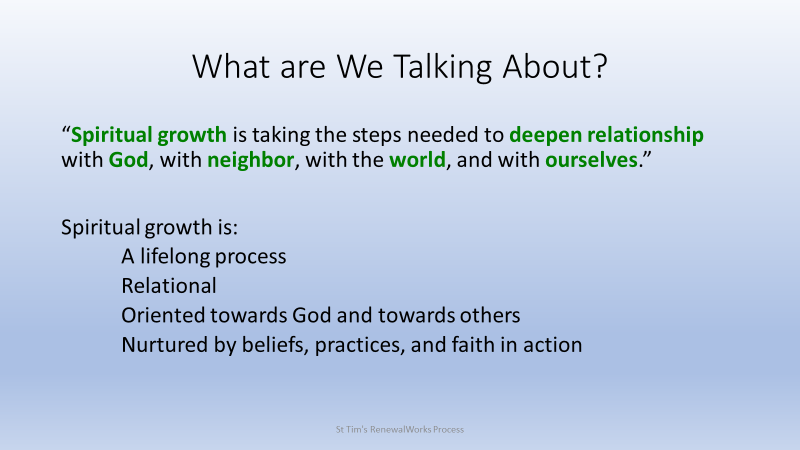 What are We Talking About?
“Spiritual growth is taking the steps needed to deepen relationship
with God, with neighbor, with the world, and with ourselves.”
Spiritual growth is:
A lifelong process
Relational
Oriented towards God and towards others
Nurtured by beliefs, practices, and faith in action
St Tim's RenewalWorks Process